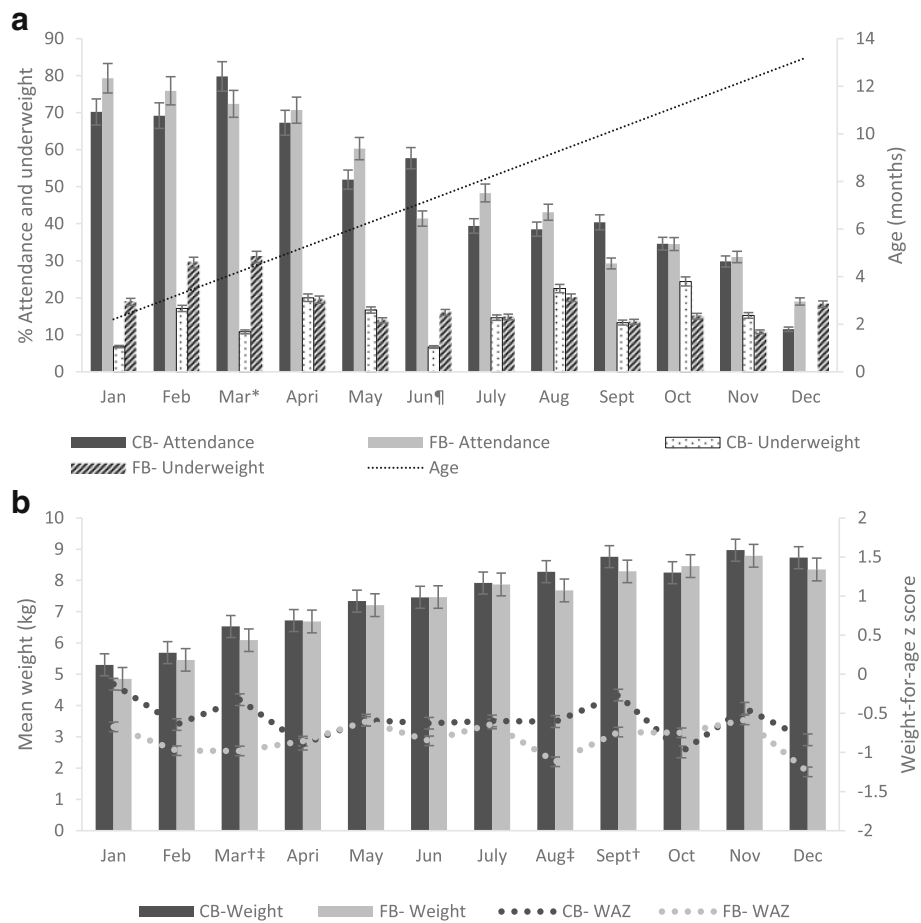 a
90 14
80 12
70 10
60 8
50
40 6
30 4
20
10 2
0 0
% Attendance and underweight
Age (months)
Jan Feb Mar* Apri May Jun¶ July Aug Sept Oct Nov Dec
CB- Attendance FB- Attendance CB- Underweight
FB- Underweight Age
b
10 2
9 1.5
8 1
7 0.5
6
5 0
4 -0.5
3 -1
2 -1.5
1
0 -2
Mean weight (kg)
Weight-for-age z score
Jan Feb Mar†‡ Apri May Jun July Aug‡ Sept† Oct Nov Dec
CB-Weight FB- Weight CB- WAZ FB- WAZ